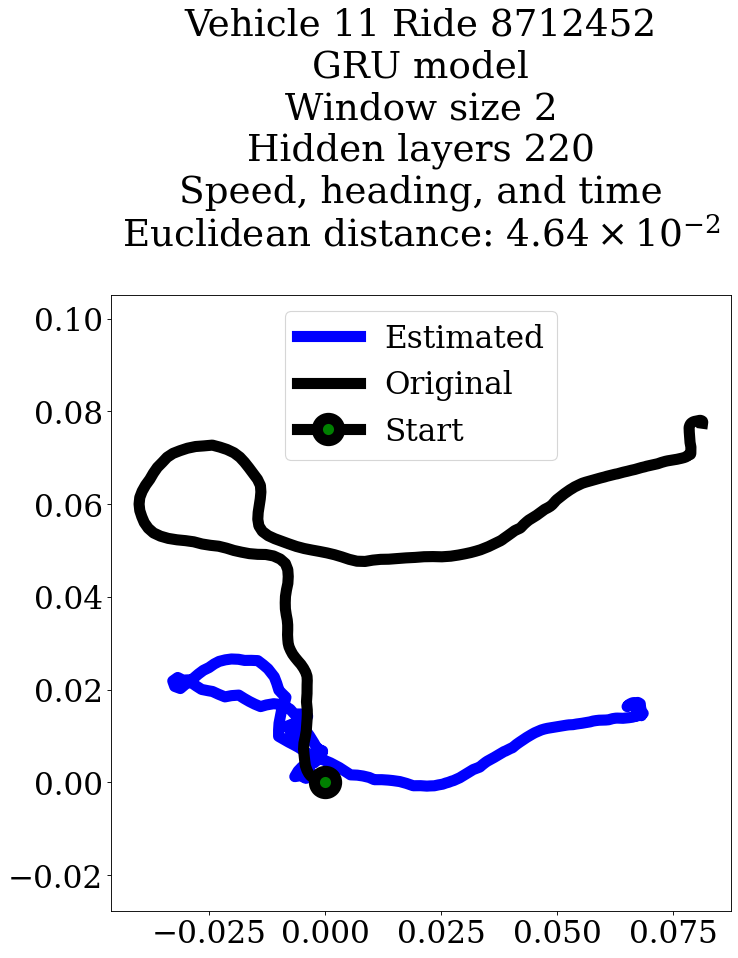 Vehicle 11 Ride 8712452
GRU model
Window size 2
Hidden layers 220
Speed, heading, and time
Euclidean distance: 4.64 × 10⁻²
Estimated
Original
Start
0.10
0.08
0.06
0.04
0.02
0.00
−0.02
−0.025 0.000 0.025 0.050 0.075